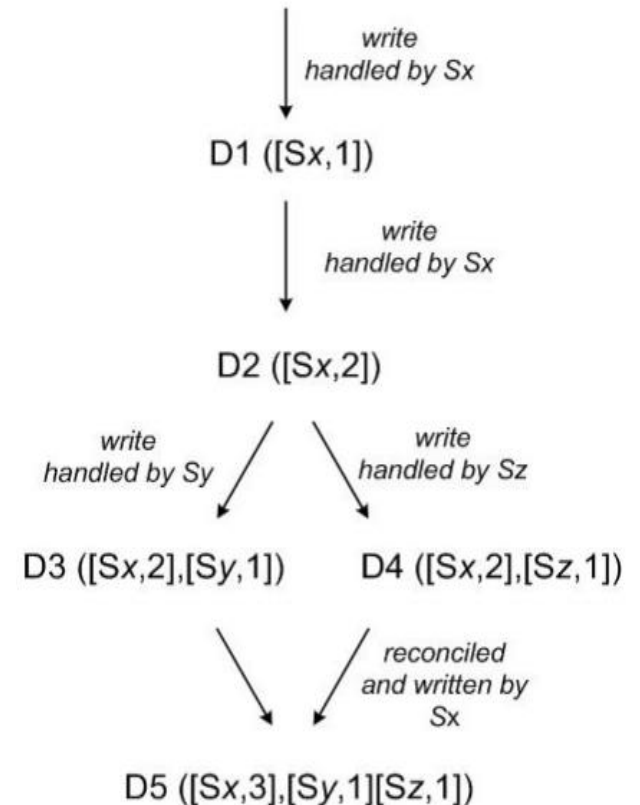 write
handled by Sx
D1 ([Sx,1])
write
handled by Sx
D2 ([Sx,2])
write
handled by Sy
write
handled by Sz
D3 ([Sx,2],[Sy,1])
D4 ([Sx,2],[Sz,1])
reconciled
and written by
Sx
D5 ([Sx,3],[Sy,1][Sz,1])